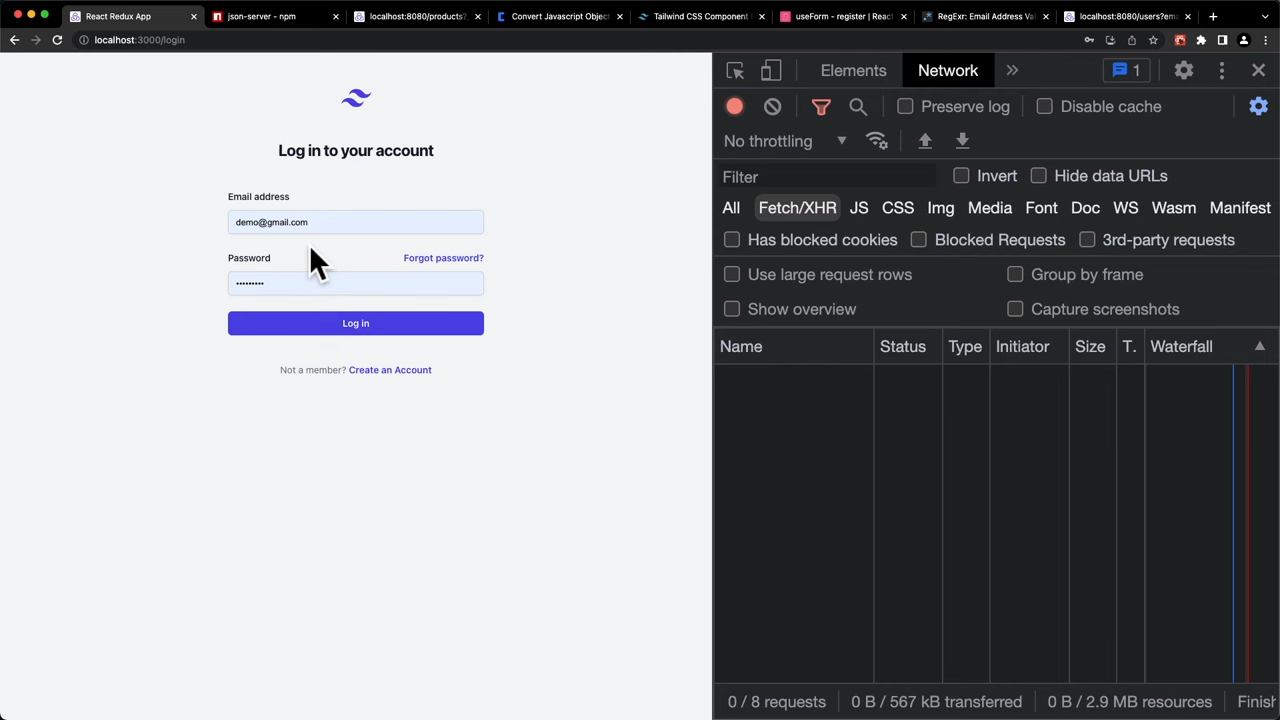 React Redux App
json-server - npm
localhost:8080/products?_
Convert Javascript Object
Tailwind CSS Component
useForm - register | React
RegExr: Email Address Val
localhost:8080/users?ema
localhost:3000/login
Log in to your account
Email address
demo@gmail.com
Password Forgot password?
•••••••••
Log in
Not a member? Create an Account
Elements Network 1
Preserve log Disable cache
No throttling
Filter Invert Hide data URLs
All Fetch/XHR JS CSS Img Media Font Doc WS Wasm Manifest
Has blocked cookies Blocked Requests 3rd-party requests
Use large request rows Group by frame
Show overview Capture screenshots
Name Status Type Initiator Size T. Waterfall
0 / 8 requests 0 B / 567 kB transferred 0 B / 2.9 MB resources Finish